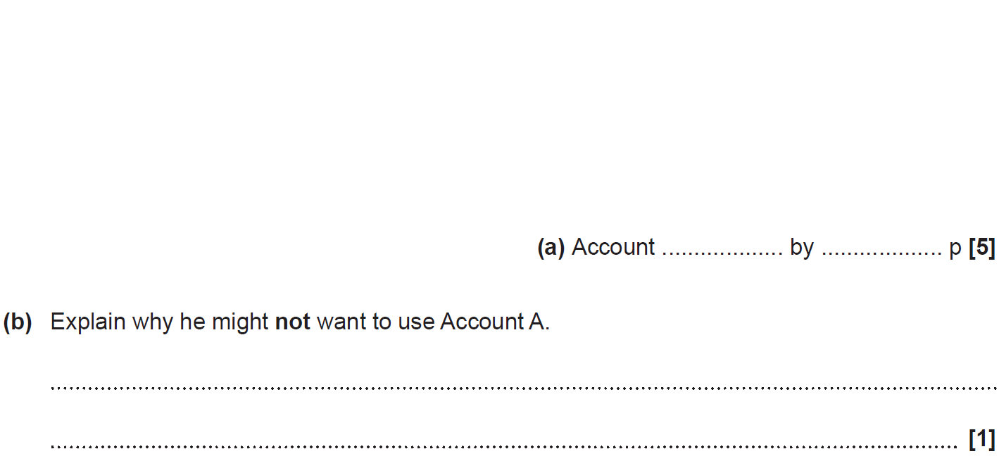 (a) Account .................. by .................. p [5]
(b) Explain why he might not want to use Account A.
..........................................................................................................................................................
.................................................................................................................................................... [1]